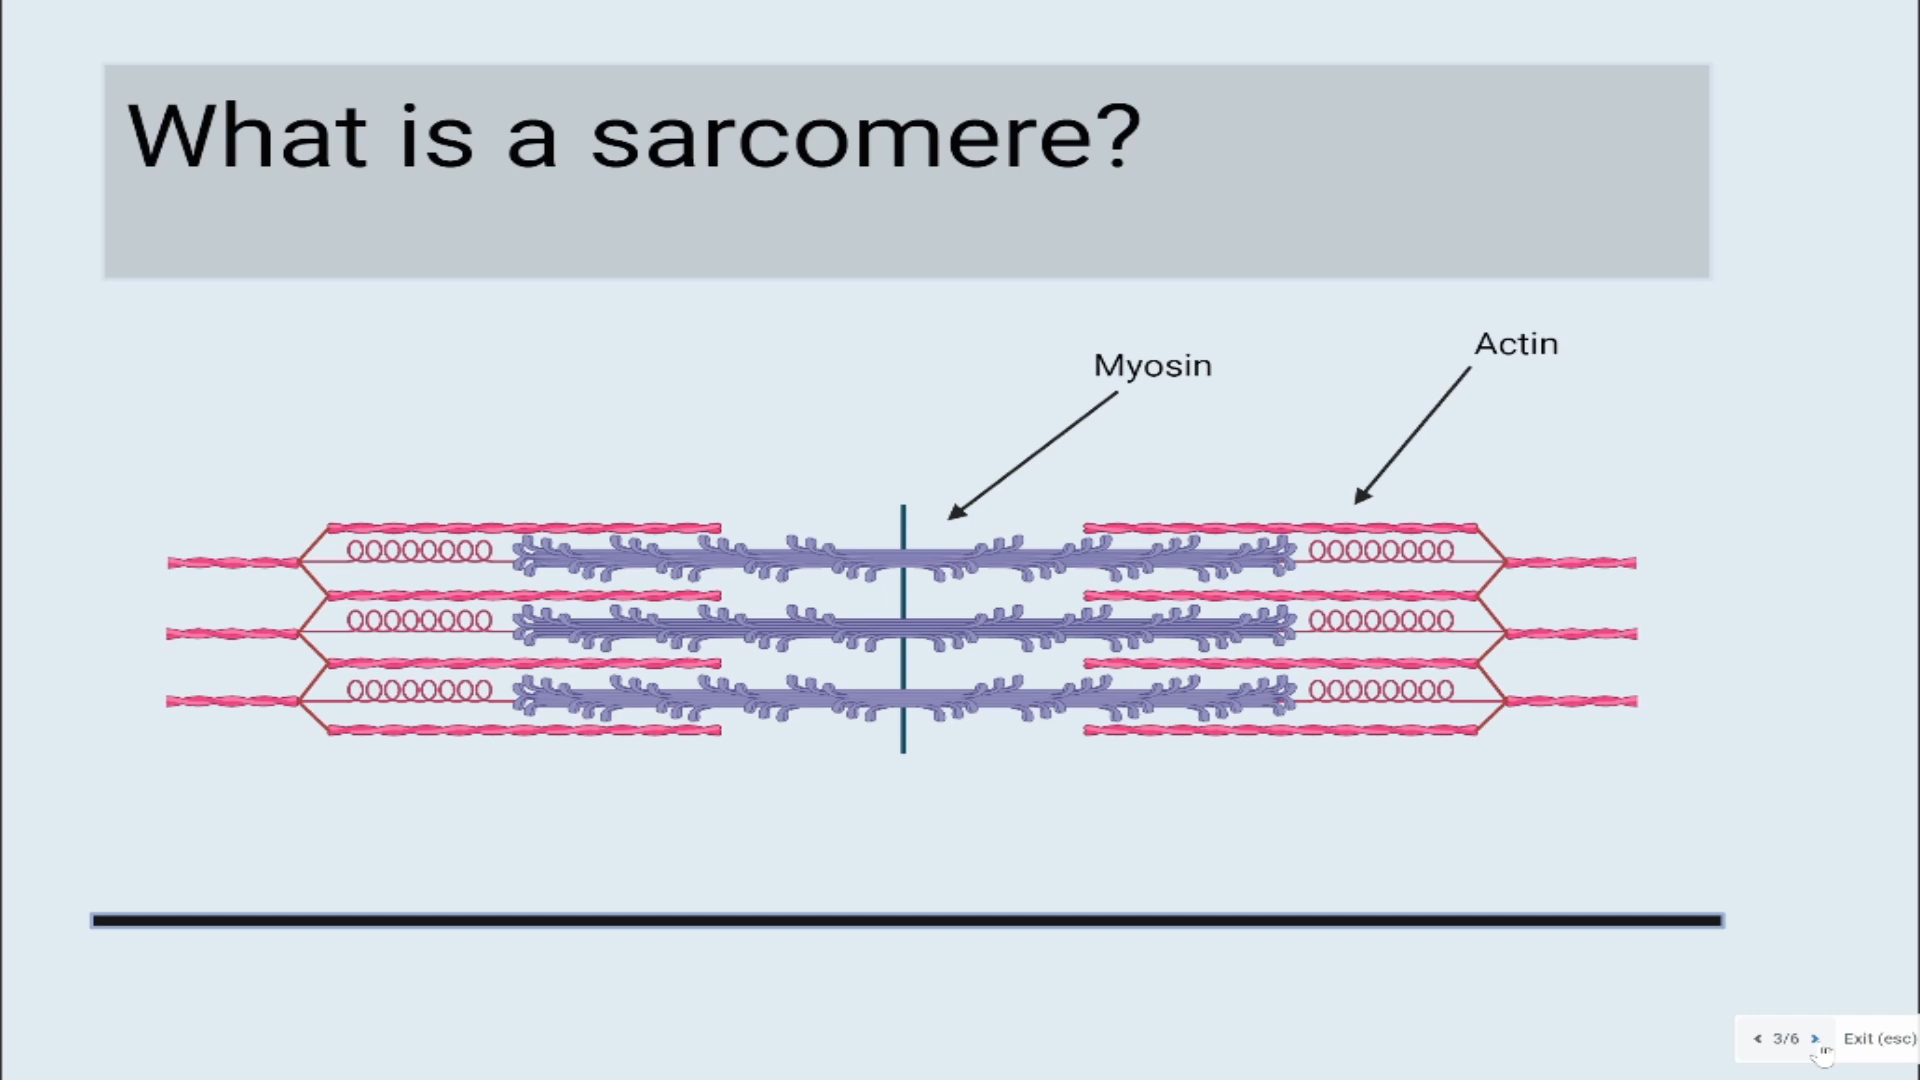 What is a sarcomere?
Actin
Myosin
3/6
Exit (esc)